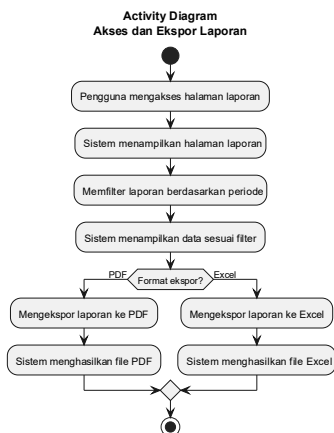 Activity Diagram
Akses dan Ekspor Laporan
Pengguna mengakses halaman laporan
Sistem menampilkan halaman laporan
Memfilter laporan berdasarkan periode
Sistem menampilkan data sesuai filter
PDF
Format ekspor?
Excel
Mengekspor laporan ke PDF
Mengekspor laporan ke Excel
Sistem menghasilkan file PDF
Sistem menghasilkan file Excel